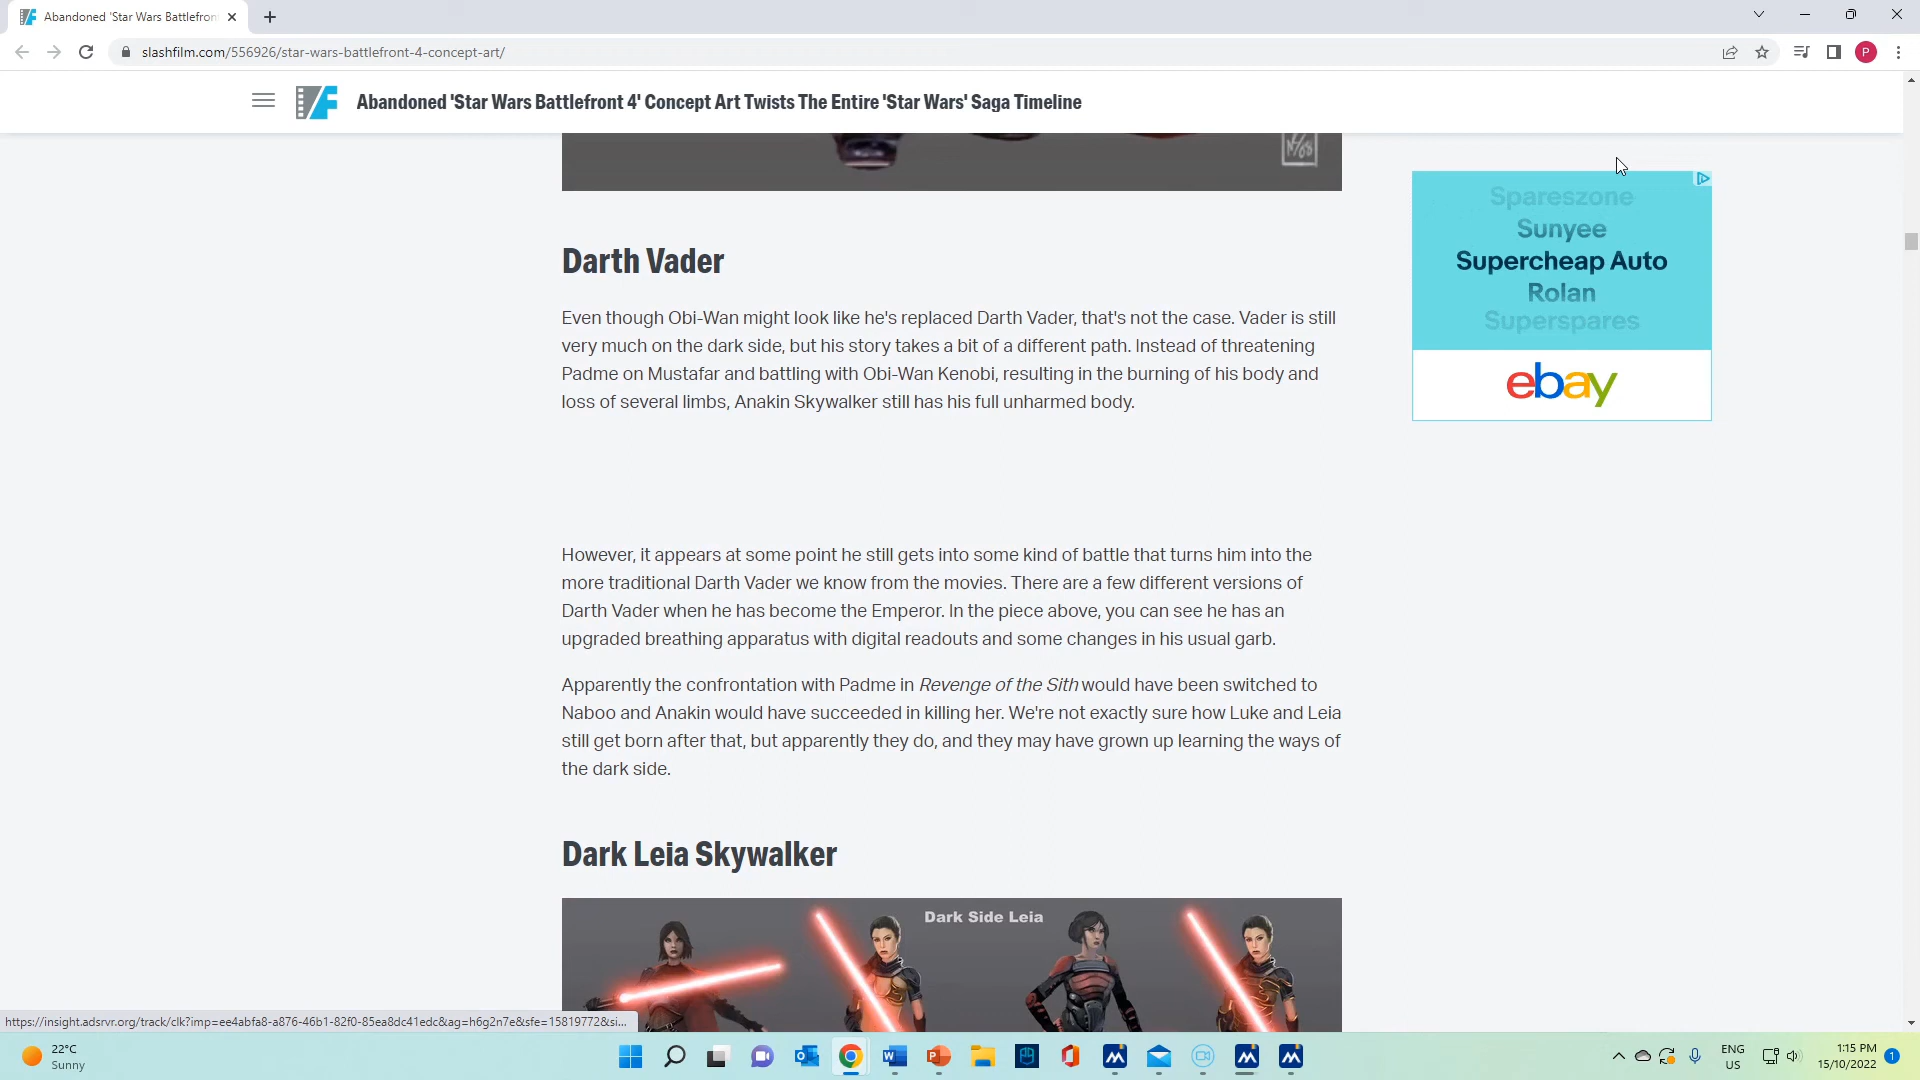 Abandoned 'Star Wars Battlefron
slashfilm.com/556926/star-wars-battlefront-4-concept-art/
P
Abandoned 'Star Wars Battlefront 4' Concept Art Twists The Entire 'Star Wars' Saga Timeline
Darth Vader
Even though Obi-Wan might look like he's replaced Darth Vader, that's not the case. Vader is still
very much on the dark side, but his story takes a bit of a different path. Instead of threatening
Padme on Mustafar and battling with Obi-Wan Kenobi, resulting in the burning of his body and
loss of several limbs, Anakin Skywalker still has his full unharmed body.
Spareszone
Sunyee
Supercheap Auto
Rolan
Superspares
ebay
However, it appears at some point he still gets into some kind of battle that turns him into the
more traditional Darth Vader we know from the movies. There are a few different versions of
Darth Vader when he has become the Emperor. In the piece above, you can see he has an
upgraded breathing apparatus with digital readouts and some changes in his usual garb.
Apparently the confrontation with Padme in Revenge of the Sith would have been switched to
Naboo and Anakin would have succeeded in killing her. We're not exactly sure how Luke and Leia
still get born after that, but apparently they do, and they may have grown up learning the ways of
the dark side.
Dark Leia Skywalker
Dark Side Leia
https://insight.adsrvr.org/track/clk?imp=ee4abfa8-a876-46b1-82f0-85ea8dc41edc&ag=h6g2n7e&sfe=15819772&si...
22°C
Sunny
ENG
US
1:15 PM
15/10/2022
1